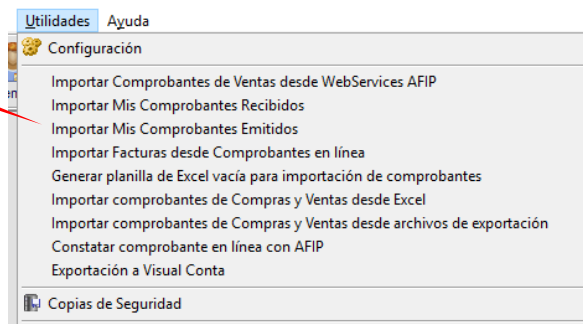 Utilidades Ayuda
Configuración
Importar Comprobantes de Ventas desde WebServices AFIP
Importar Mis Comprobantes Recibidos
Importar Mis Comprobantes Emitidos
Importar Facturas desde Comprobantes en línea
Generar planilla de Excel vacía para importación de comprobantes
Importar comprobantes de Compras y Ventas desde Excel
Importar comprobantes de Compras y Ventas desde archivos de exportación
Constatar comprobante en línea con AFIP
Exportación a Visual Conta
Copias de Seguridad